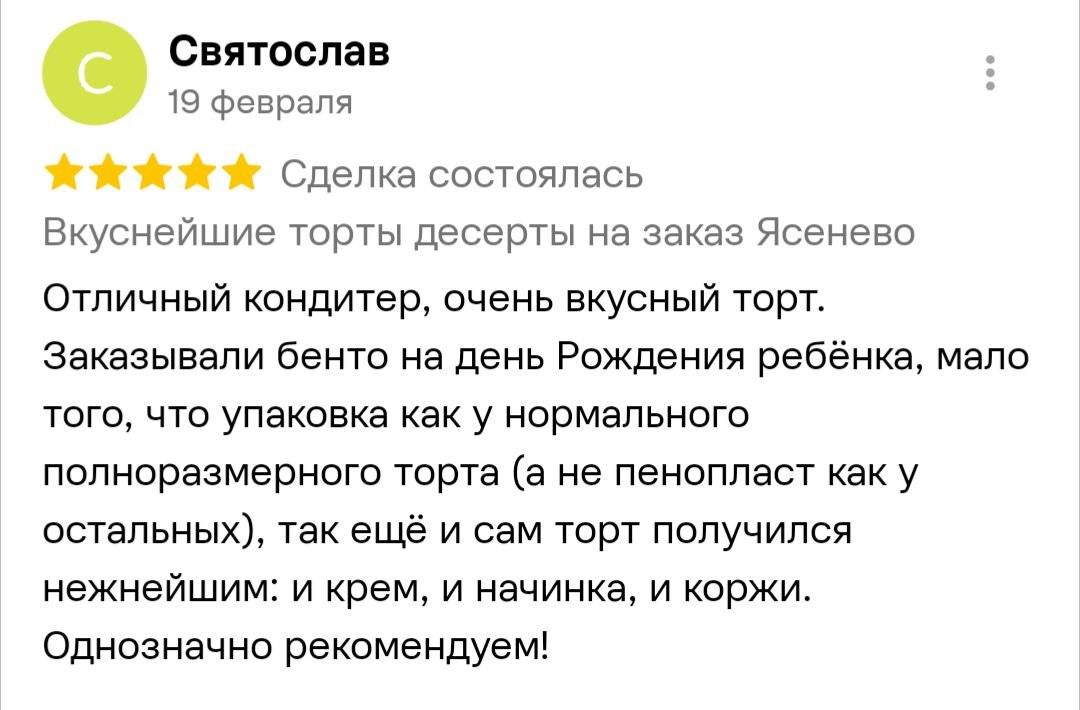 С
Святослав
19 февраля
Сделка состоялась
Вкуснейшие торты десерты на заказ Ясенево
Отличный кондитер, очень вкусный торт.
Заказывали бенто на день Рождения ребёнка, мало
того, что упаковка как у нормального
полноразмерного торта (а не пенопласт как у
остальных), так ещё и сам торт получился
нежнейшим: и крем, и начинка, и коржи.
Однозначно рекомендуем!